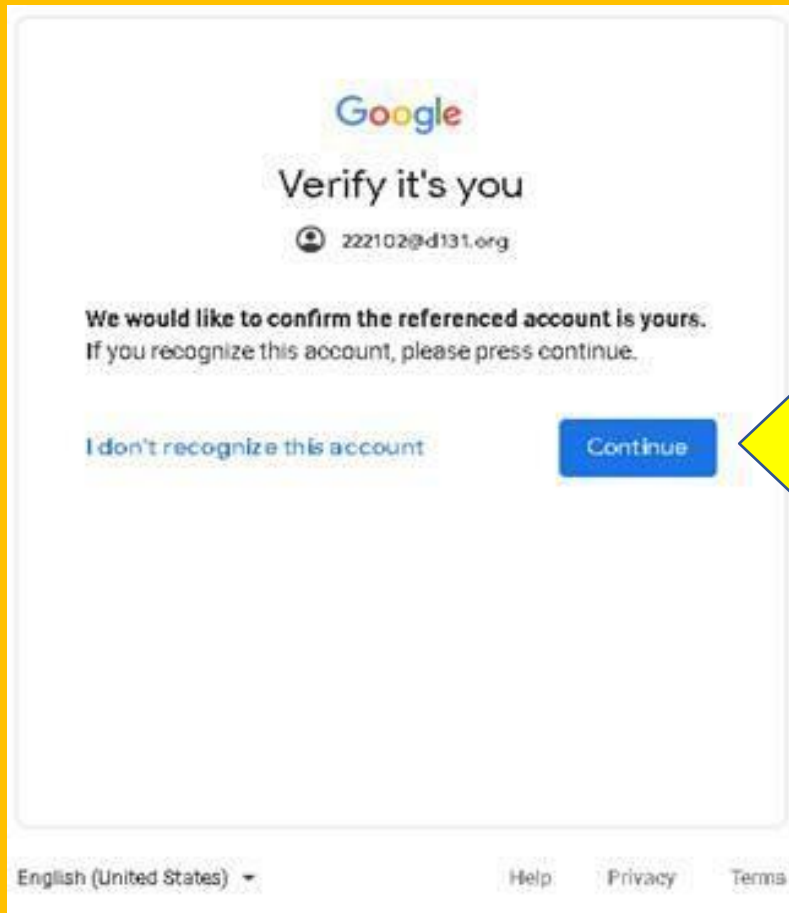 Google
Verify it's you
222102@d131.org
We would like to confirm the referenced account is yours.
If you recognize this account, please press continue.
I don't recognize this account
Continue
English (United States)
Help Privacy Terms